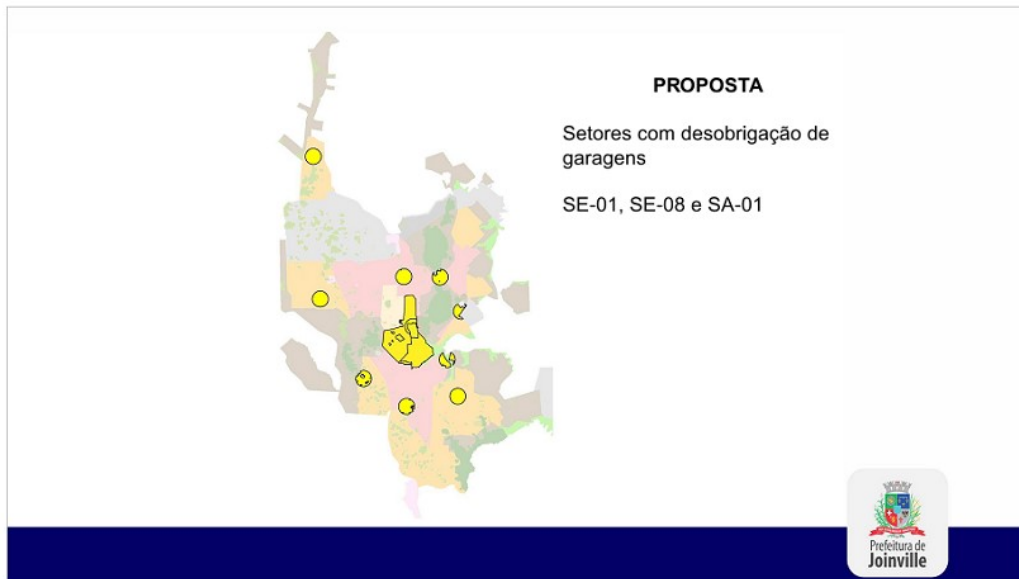 PROPOSTA
Setores com desobrigação de
garagens
SE-01, SE-08 e SA-01
Prefeitura de
Joinville